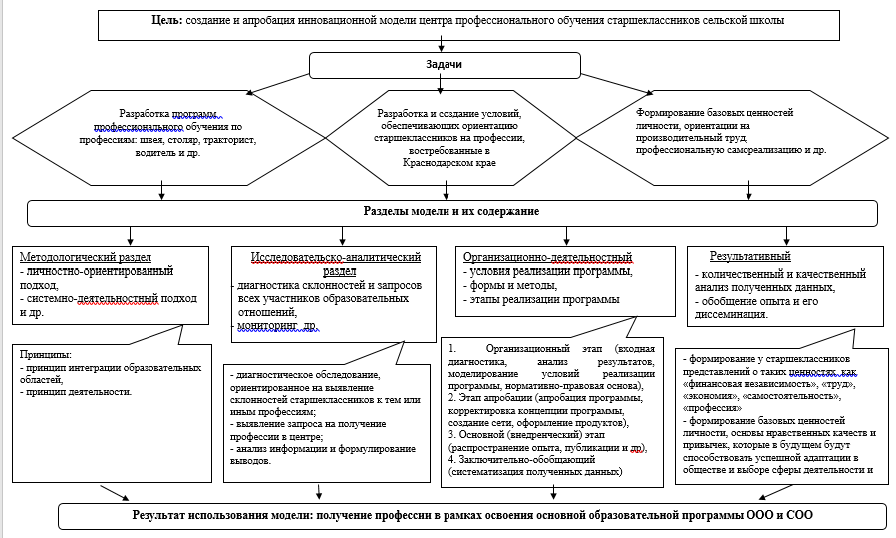 Цель: создание и апробация инновационной модели центра профессионального обучения старшеклассников сельской школы
Задачи
Разработка программ
профессионального обучения по
профессиям: швея, столяр, тракторист,
водитель и др.
Разработка и создание условий,
обеспечивающих ориентацию
старшеклассников на профессии,
востребованные в
Краснодарском крае
Формирование базовых ценностей
личности, ориентации на
производительный труд,
профессиональную самореализацию и др.
Разделы модели и их содержание
Методологический раздел
- личностно-ориентированный
подход,
- системно-деятельностный подход
и др.
Исследовательско-аналитический
раздел
- диагностика склонностей и запросов
всех участников образовательных
отношений,
- мониторинг др.
Организационно-деятельностный
- условия реализации программы,
- формы и методы,
- этапы реализации программы
Результативный
- количественный и качественный
анализ полученных данных,
- обобщение опыта и его
диссеминация.
Принципы:
- принцип интеграции образовательных
областей,
- принцип деятельности.
- диагностическое обследование,
ориентированное на выявление
склонностей старшеклассников к тем или
иным профессиям;
- выявление запроса на получение
профессии в центре;
- анализ информации и формулирование
выводов.
1. Организационный этап (входная
диагностика, анализ результатов,
моделирование условий реализации
программы, нормативно-правовая основа),
2. Этап апробации (апробация программы,
корректировка концепции программы,
создание сети, оформление продуктов),
3. Основной (внедренческий) этап
(распространение опыта, публикации и др),
4. Заключительно-обобщающий
(систематизация полученных данных)
- формирование у старшеклассников
представлений о таких ценностях, как
«финансовая независимость», «труд»,
«экономия», «самостоятельность»,
«профессия»
- формирование базовых ценностей
личности, основы нравственных качеств и
привычек, которые в будущем будут
способствовать успешной адаптации в
обществе и выборе сферы деятельности и
Результат использования модели: получение профессии в рамках освоения основной образовательной программы ООО и СОО